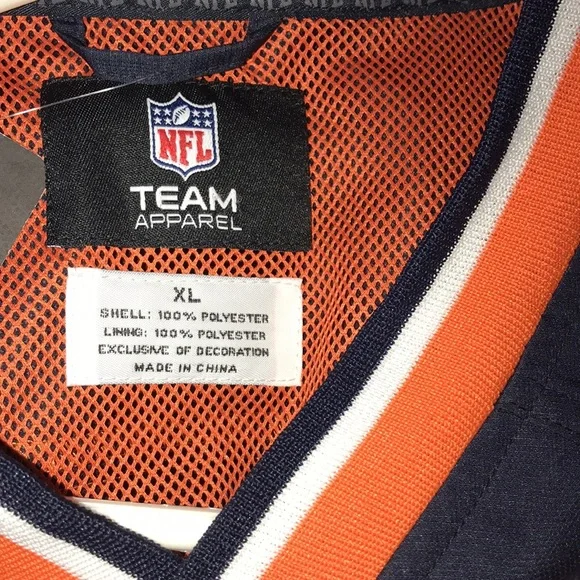 NFL
TEAM
APPAREL
XL
SHELL: 100% POLYESTER
LINING: 100% POLYESTER
EXCLUSIVE OF DECORATION
MADE IN CHINA